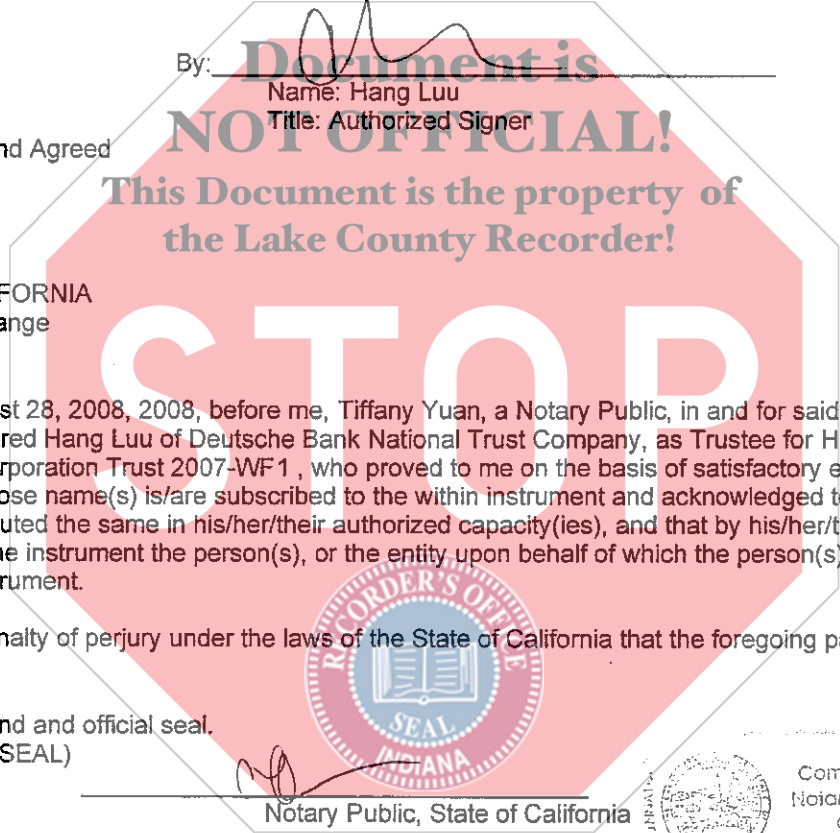 By:
Document is
Name: Hang Luu
NOT OFFICIAL!
Title: Authorized Signer
nd Agreed
This Document is the property of
the Lake County Recorder!
FORNIA
ange
STOP
st 28, 2008, 2008, before me, Tiffany Yuan, a Notary Public, in and for said
red Hang Luu of Deutsche Bank National Trust Company, as Trustee for H
rporation Trust 2007-WF1 , who proved to me on the basis of satisfactory e
ose name(s) is/are subscribed to the within instrument and acknowledged t
uted the same in his/her/their authorized capacity(ies), and that by his/her/t
e instrument the person(s), or the entity upon behalf of which the person(s)
rument.
nalty of perjury under the laws of the State of California that the foregoing p
RECORDER'S OFFICE
SEAL
INDIANA
nd and official seal.
SEAL)
Notary Public, State of California
Com
Notar